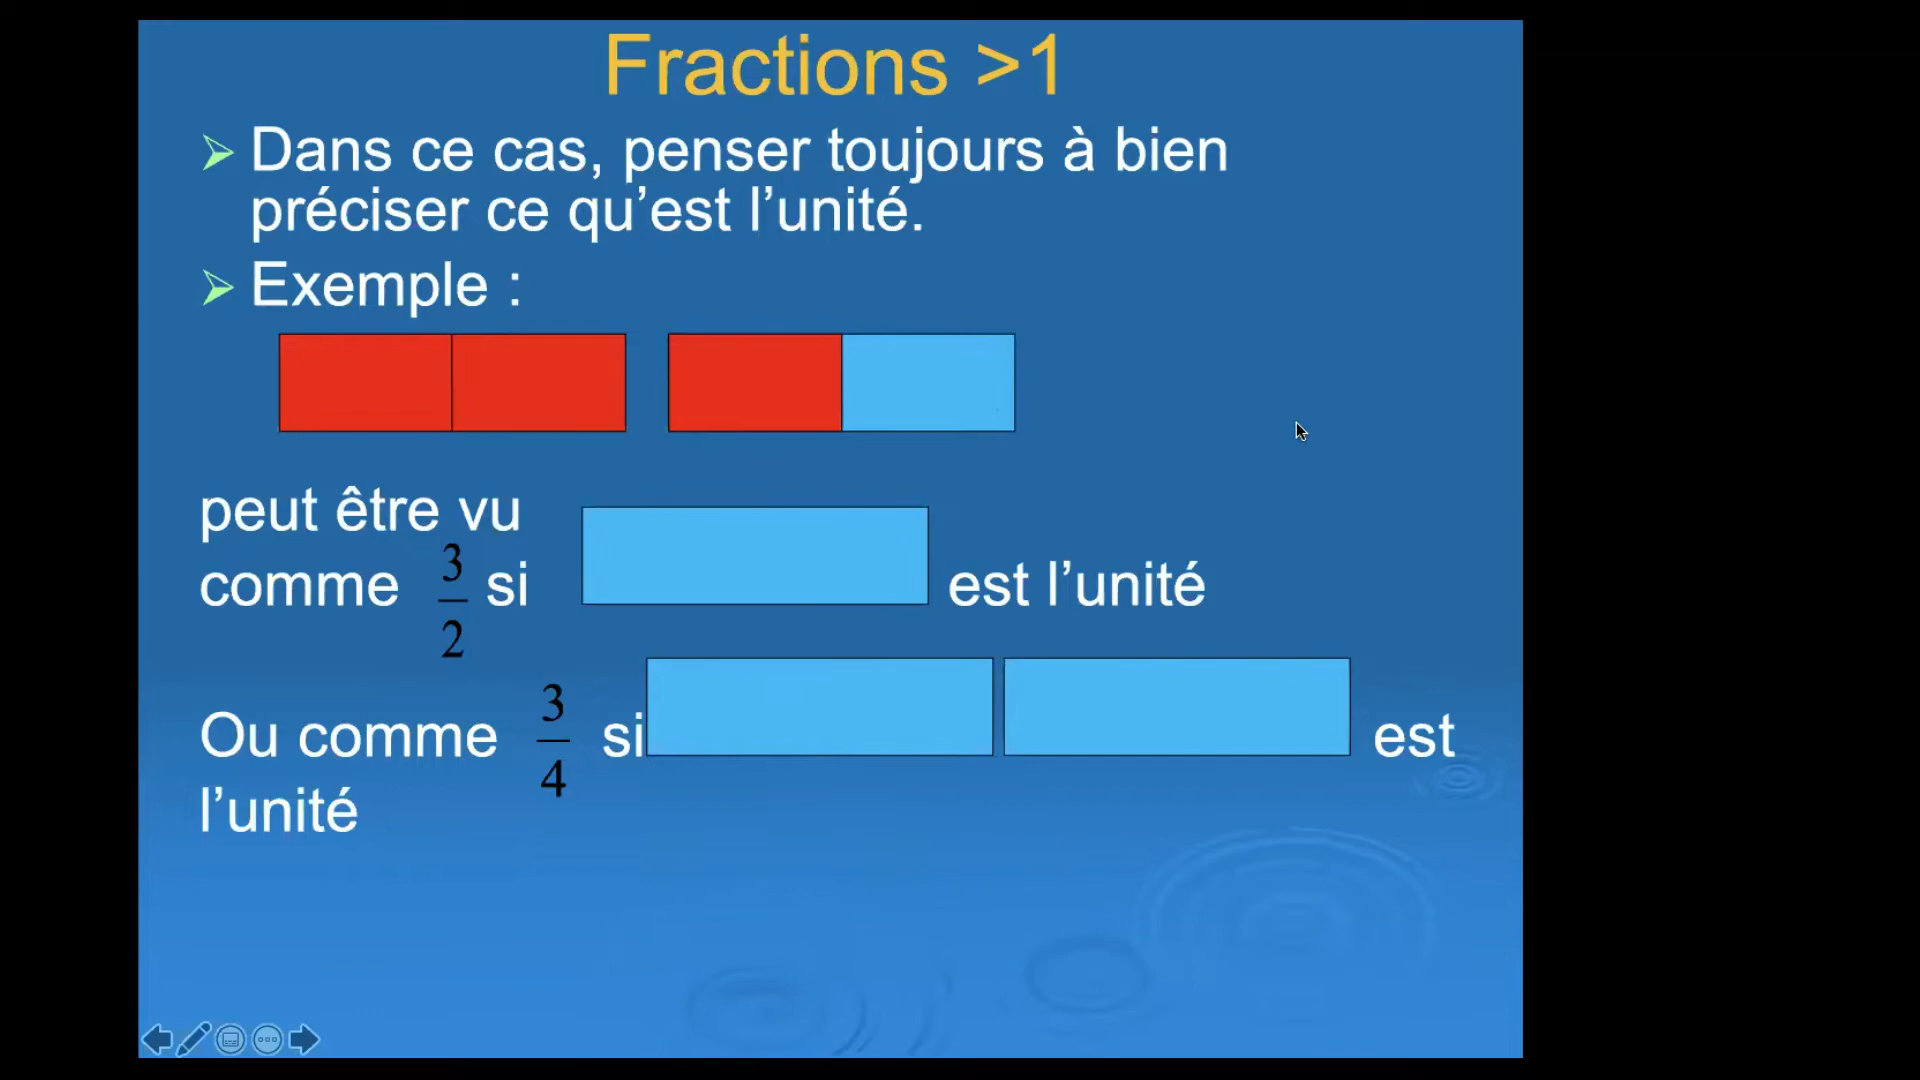 Fractions >1
Dans ce cas, penser toujours à bien
préciser ce qu’est l’unité.
Exemple :
peut être vu
comme 3/2 si est l’unité
Ou comme 3/4 si est
l’unité